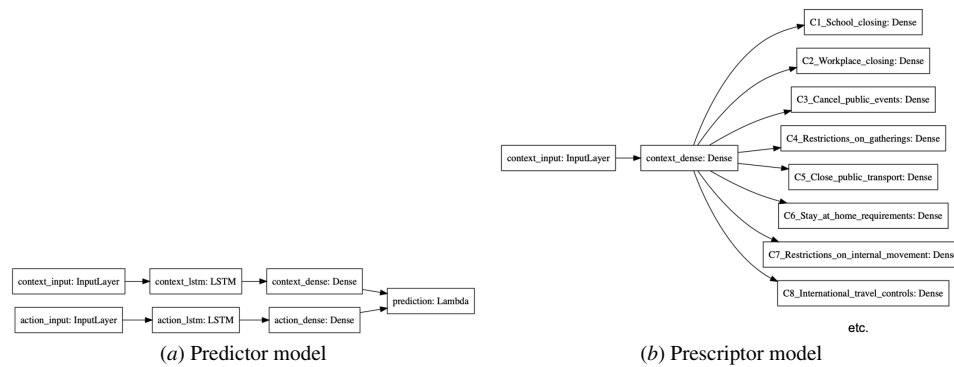 context_input: InputLayer
context_lstm: LSTM
context_dense: Dense
action_input: InputLayer
action_lstm: LSTM
action_dense: Dense
prediction: Lambda
(a) Predictor model
context_input: InputLayer
context_dense: Dense
C1_School_closing: Dense
C2_Workplace_closing: Dense
C3_Cancel_public_events: Dense
C4_Restrictions_on_gatherings: Dense
C5_Close_public_transport: Dense
C6_Stay_at_home_requirements: Dense
C7_Restrictions_on_internal_movement: Dense
C8_International_travel_controls: Dense
etc.
(b) Prescriptor model